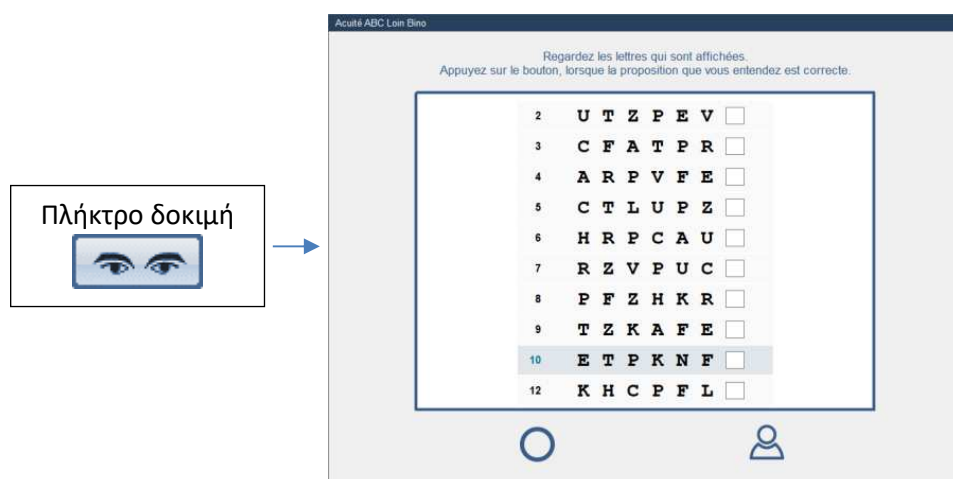 Acuité ABC Loin Bino
Regardez les lettres qui sont affichées.
Appuyez sur le bouton, lorsque la proposition que vous entendez est correcte.
2 U T Z P E V
3 C F A T P R
4 A R P V F E
5 C T L U P Z
6 H R P C A U
7 R Z V P U C
8 P F Z H K R
9 T Z K A F E
10 E T P K N F
12 K H C P F L
Πλήκτρο δοκιμή